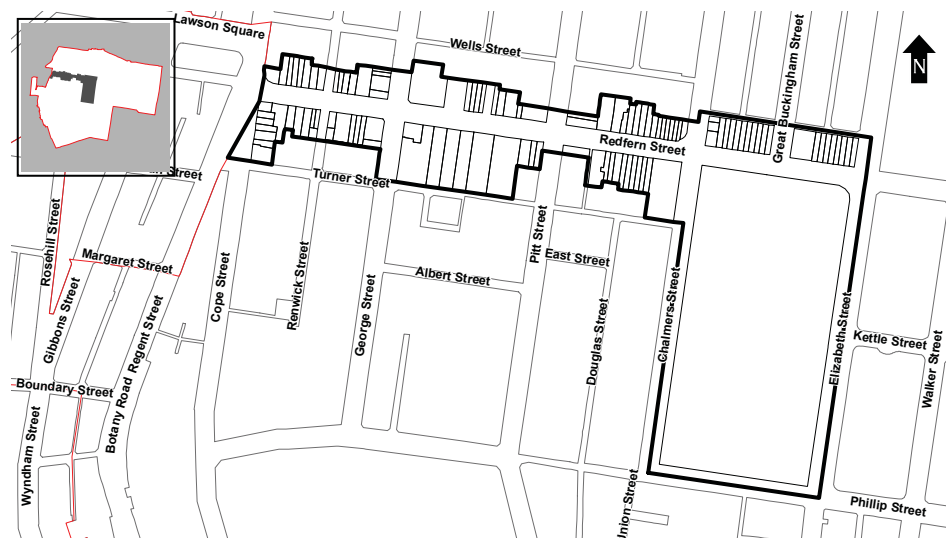 Lawson Square
Wells Street
Great Buckingham Street
N
Redfern Street
Street
Turner Street
Rosehill Street
Pitt Street
Margaret Street
East Street
Albert Street
Cope Street
Renwick Street
George Street
Gibbons Street
Regent Street
Douglas Street
Chalmers Street
Elizabeth Street
Kettle Street
Walker Street
Boundary Street
Botany Road
Wyndham Street
Union Street
Phillip Street